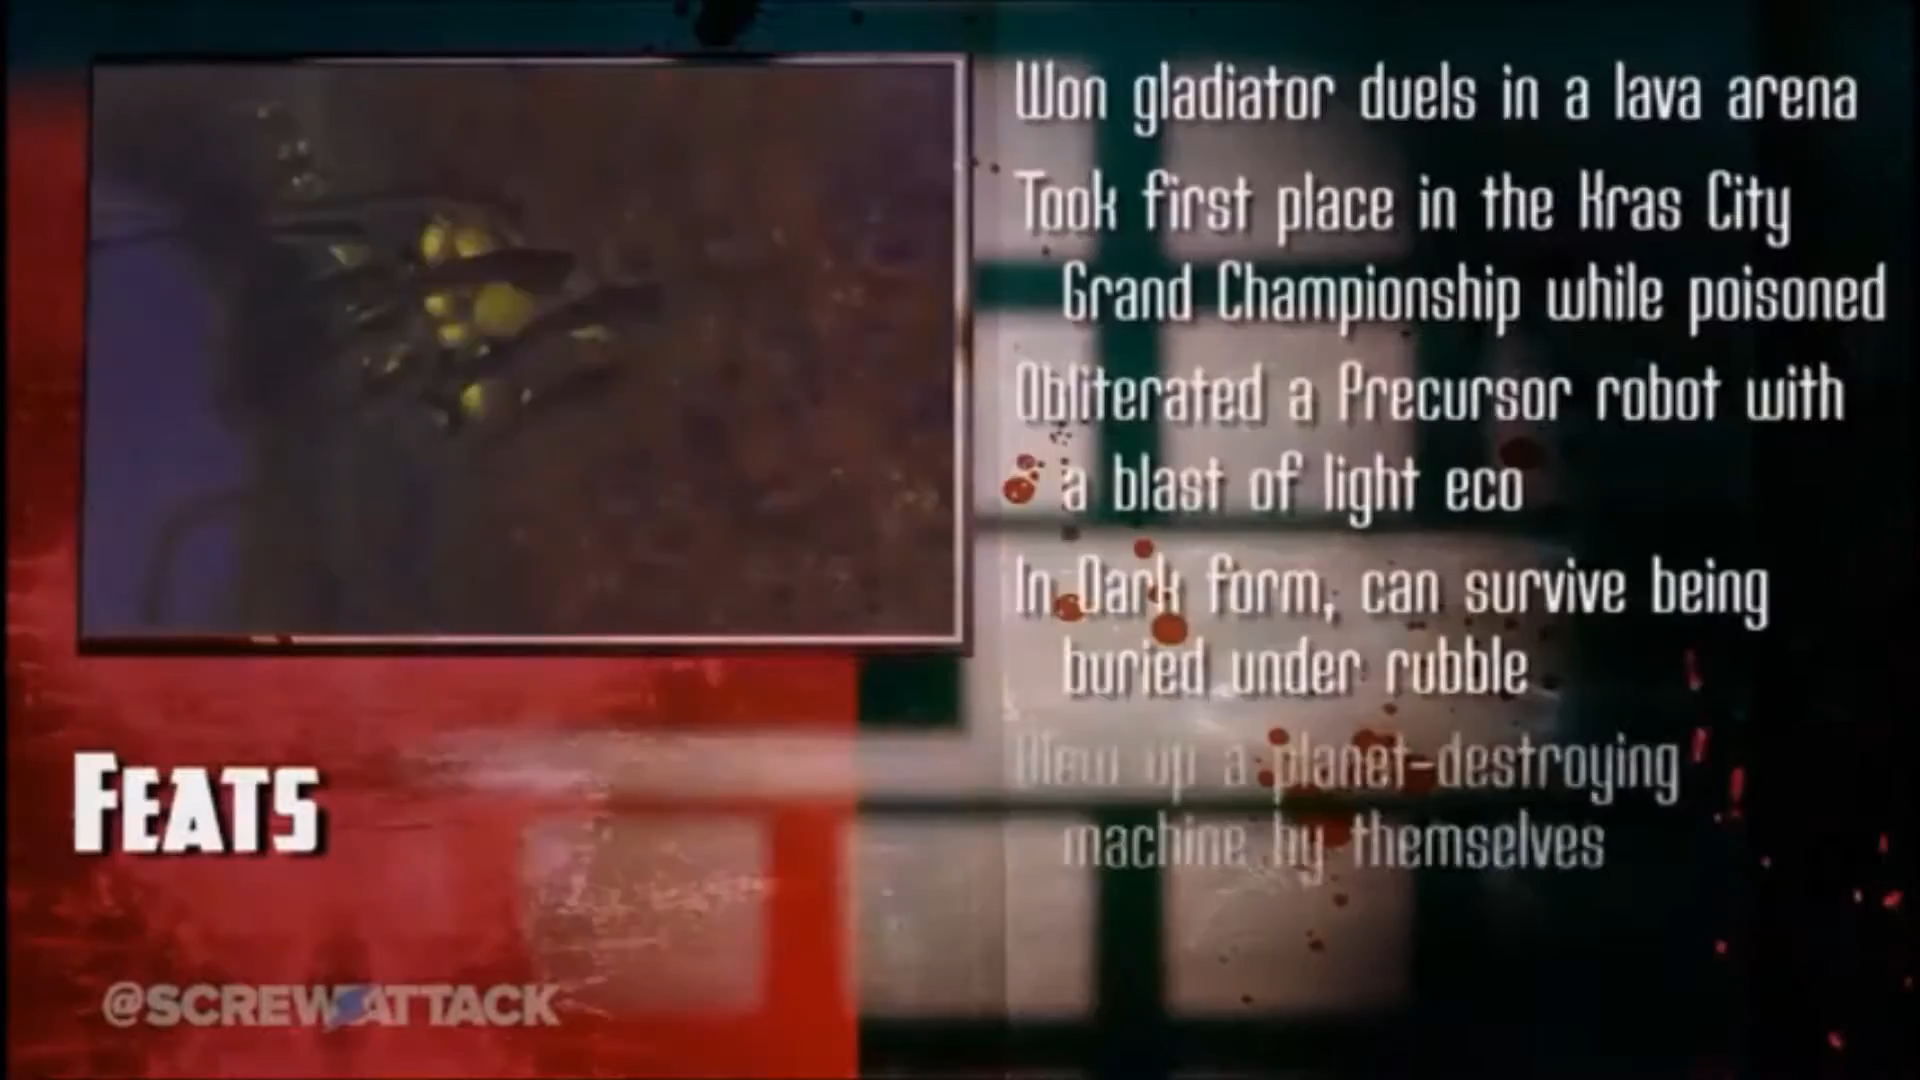 Won gladiator duels in a lava arena
Took first place in the Kras City
Grand Championship while poisoned
Obliterated a Precursor robot with
a blast of light eco
In Dark form, can survive being
buried under rubble
Blew up a planet-destroying
machine by themselves
FEATS
@SCREWATTACK